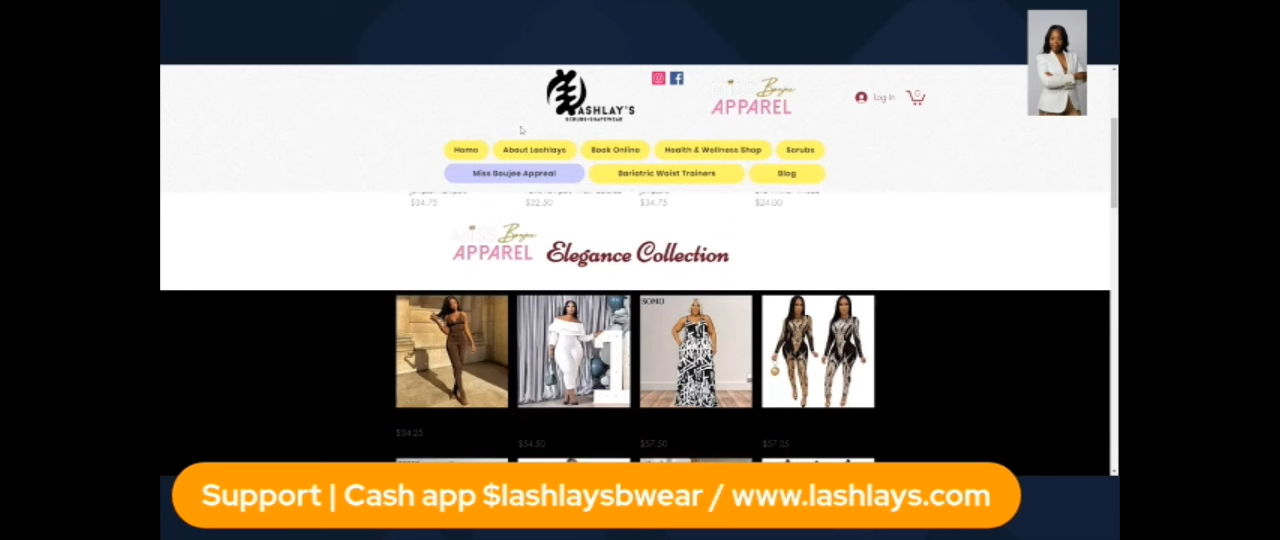 ASHLAY'S
SCRUBS+SHAPEWEAR
Boujee
APPAREL
Log In
0
Home
About Lashlays
Book Online
Health & Wellness Shop
Scrubs
Miss Boujee Appreal
Bariatric Waist Trainers
Blog
$34.75
$32.50
$34.75
$24.00
Boujee
APPAREL
Elegance Collection
$34.25
$54.50
$57.50
$57.25
Support | Cash app $lashlaysbwear / www.lashlays.com